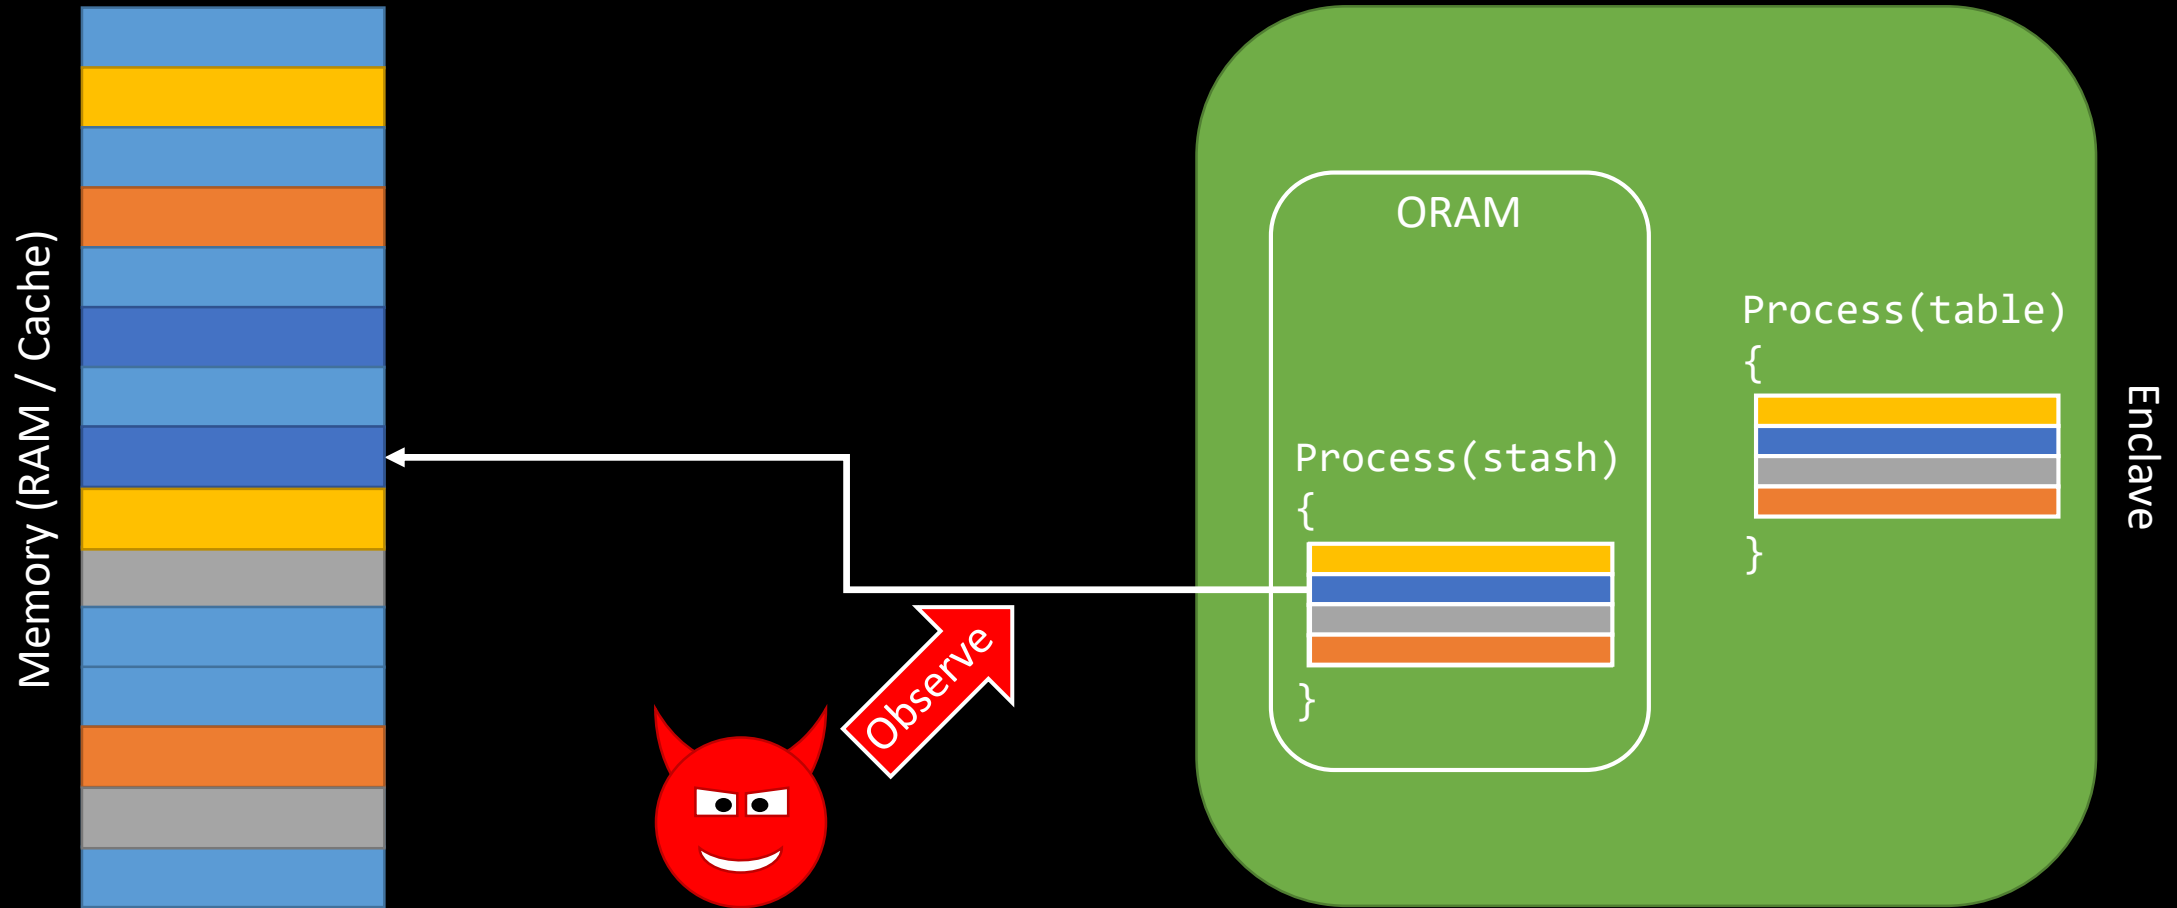 Memory (RAM / Cache)
Observe
ORAM
Process(stash)
{
}
Process(table)
{
}
Enclave